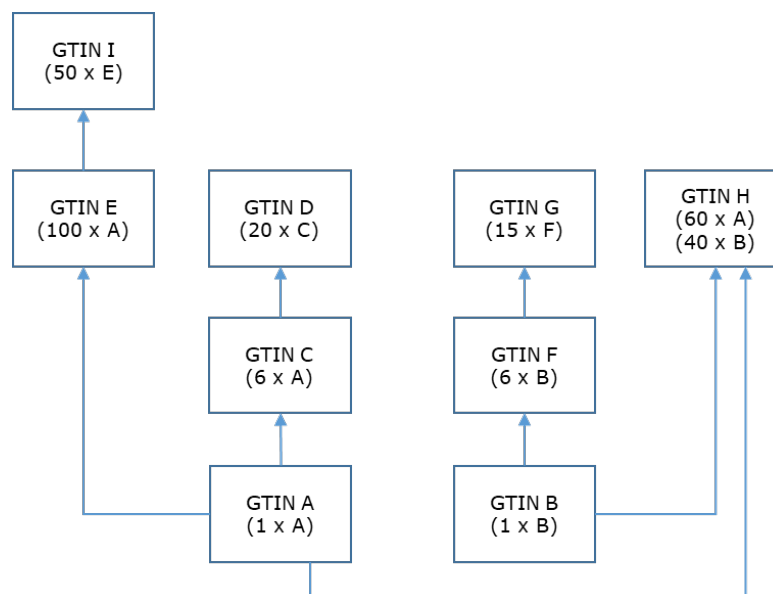 GTIN I
(50 x E)
GTIN E
(100 x A)
GTIN D
(20 x C)
GTIN G
(15 x F)
GTIN H
(60 x A)
(40 x B)
GTIN C
(6 x A)
GTIN F
(6 x B)
GTIN A
(1 x A)
GTIN B
(1 x B)